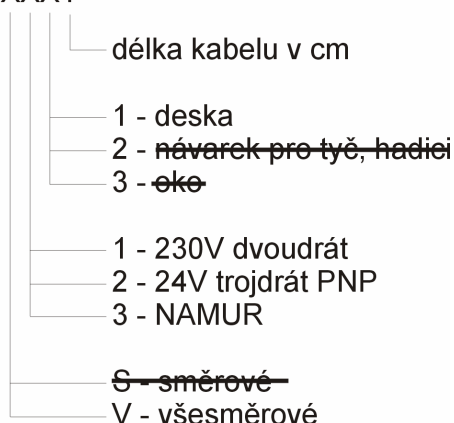 délka kabelu v cm
1 - deska
2 - návarek pro tyč, hadici
3 - oko
1 - 230V dvoudrát
2 - 24V trojdrát PNP
3 - NAMUR
S - směrové
V - všesměrové